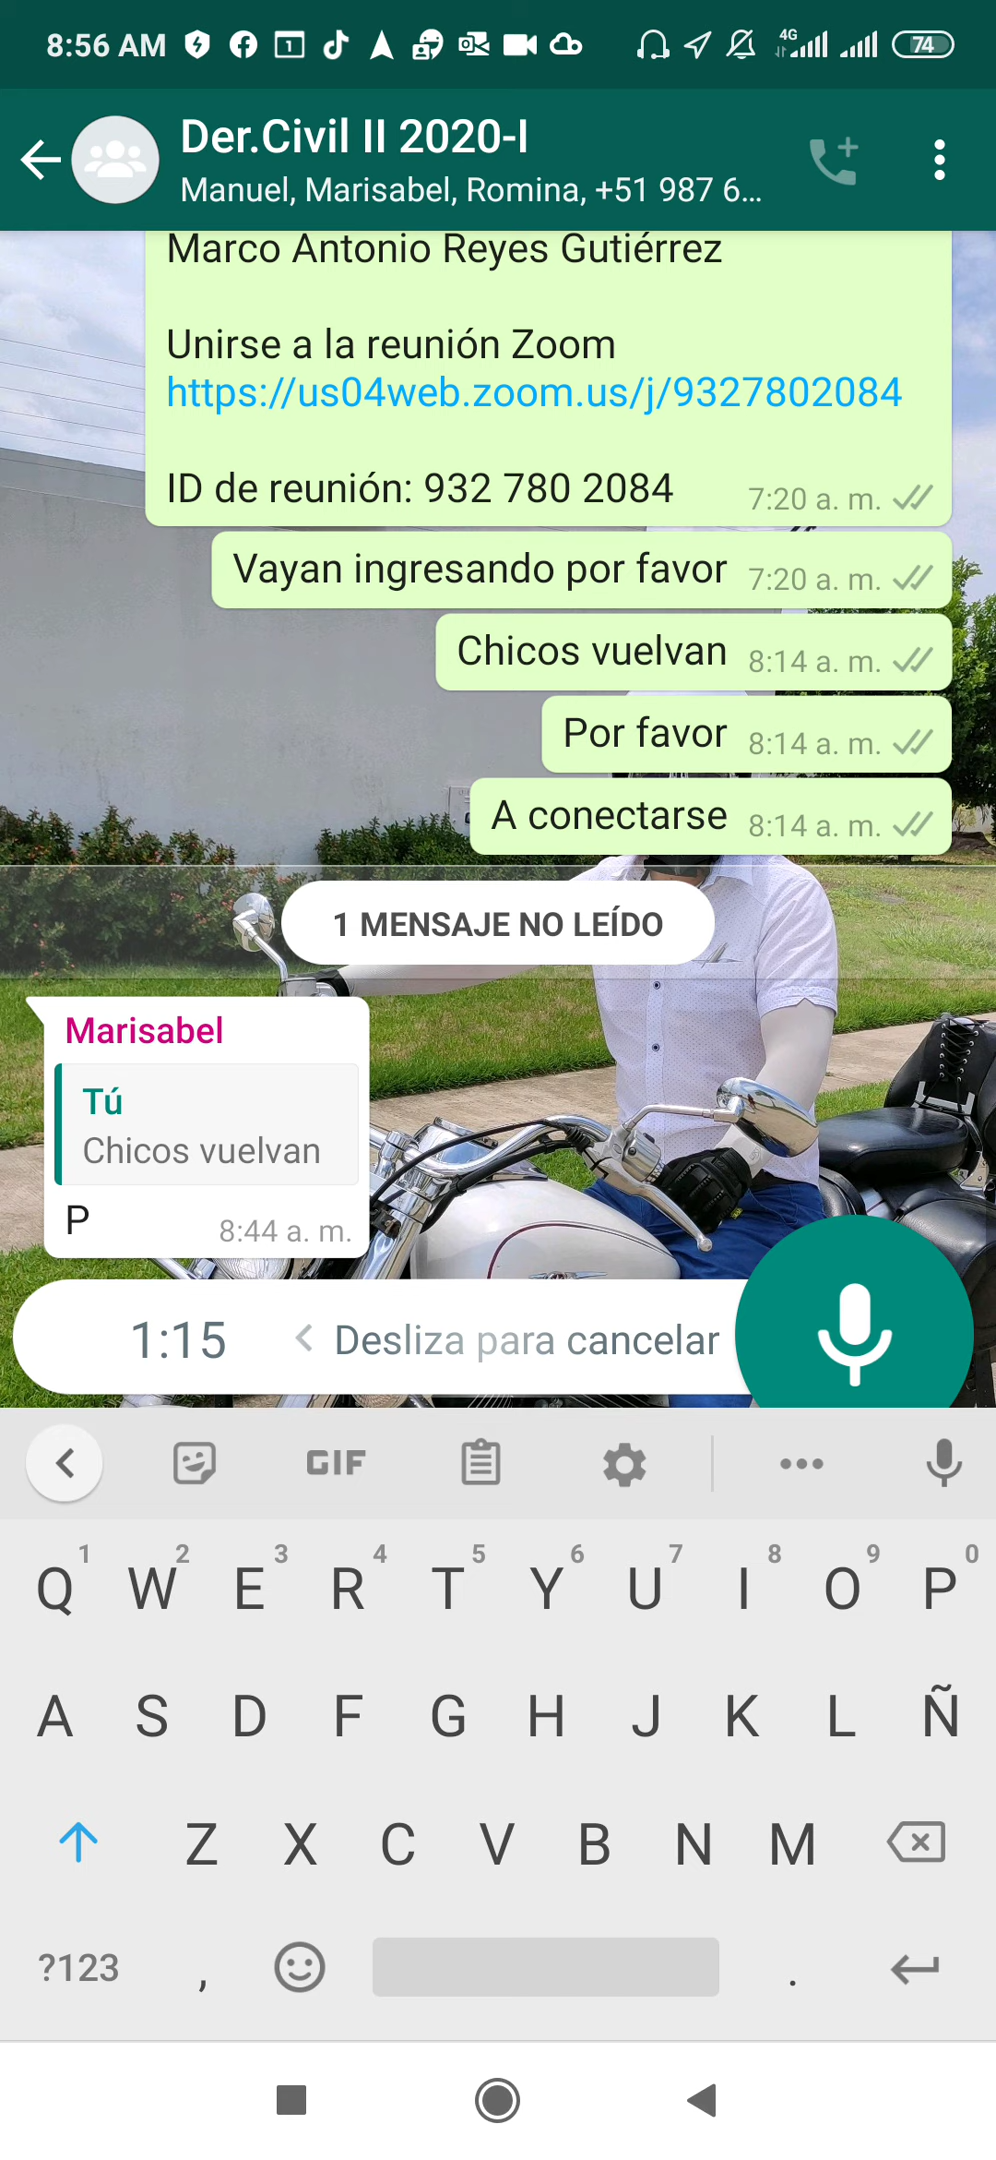 8:56 AM
4G
74
Der.Civil II 2020-I
Manuel, Marisabel, Romina, +51 987 6...
Marco Antonio Reyes Gutiérrez
Unirse a la reunión Zoom
https://us04web.zoom.us/j/9327802084
ID de reunión: 932 780 2084 7:20 a. m.
Vayan ingresando por favor 7:20 a. m.
Chicos vuelvan 8:14 a. m.
Por favor 8:14 a. m.
A conectarse 8:14 a. m.
1 MENSAJE NO LEÍDO
Marisabel
Tú
Chicos vuelvan
P 8:44 a. m.
1:15 < Desliza para cancelar
GIF
1 2 3 4 5 6 7 8 9 0
Q W E R T Y U I O P
A S D F G H J K L Ñ
Z X C V B N M
?123 , .